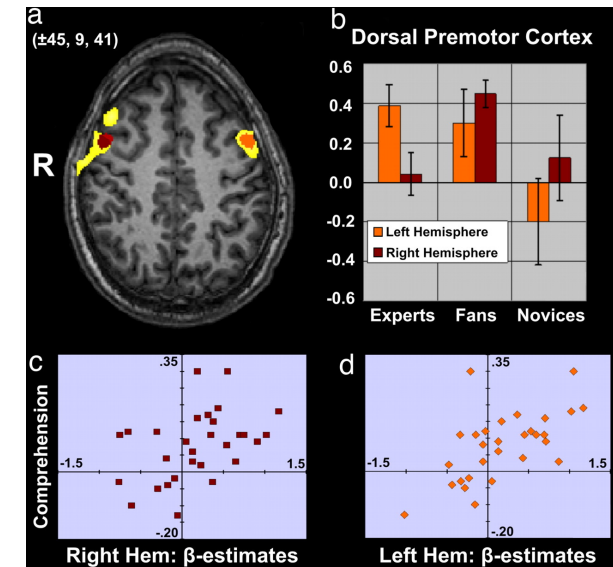 a
(±45, 9, 41)
R
b
Dorsal Premotor Cortex
0.6
0.4
0.2
0.0
-0.2
-0.4
-0.6
Left Hemisphere
Right Hemisphere
Experts Fans Novices
c
.35
-1.5 1.5
-.20
Comprehension
Right Hem: β-estimates
d
.35
-1.5 1.5
-.20
Left Hem: β-estimates